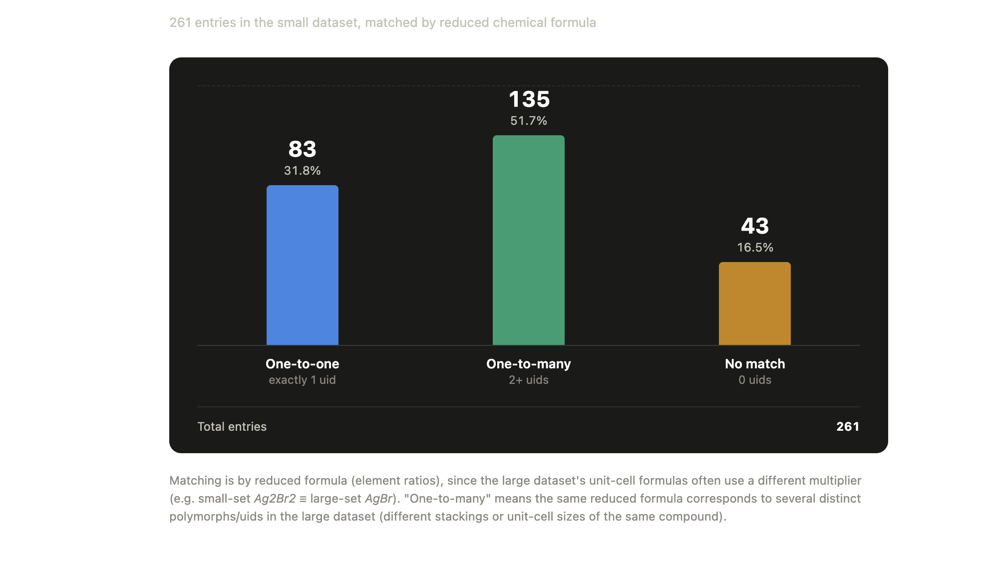 261 entries in the small dataset, matched by reduced chemical formula
135
51.7%
83
31.8%
43
16.5%
One-to-one
exactly 1 uid
One-to-many
2+ uids
No match
0 uids
Total entries
261
Matching is by reduced formula (element ratios), since the large dataset's unit-cell formulas often use a different multiplier
(e.g. small-set Ag2Br2 ≡ large-set AgBr). "One-to-many" means the same reduced formula corresponds to several distinct
polymorphs/uids in the large dataset (different stackings or unit-cell sizes of the same compound).